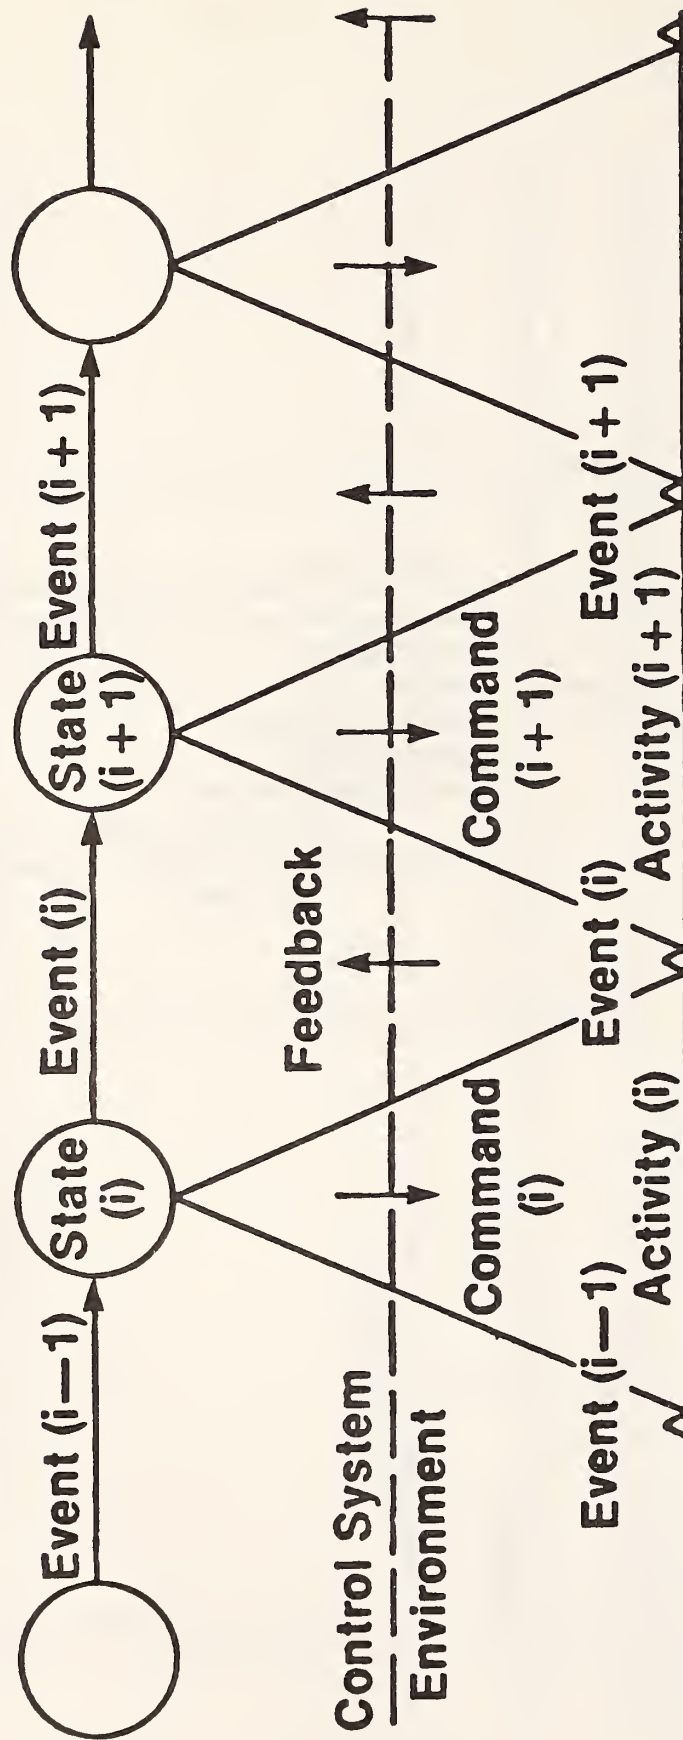 Event (i—1)
State
(i)
Event (i)
State
(i+1)
Event (i+1)
Feedback
Control System
Environment
Command
(i)
Command
(i+1)
Event (i—1)
Event (i)
Event (i+1)
Activity (i)
Activity (i+1)